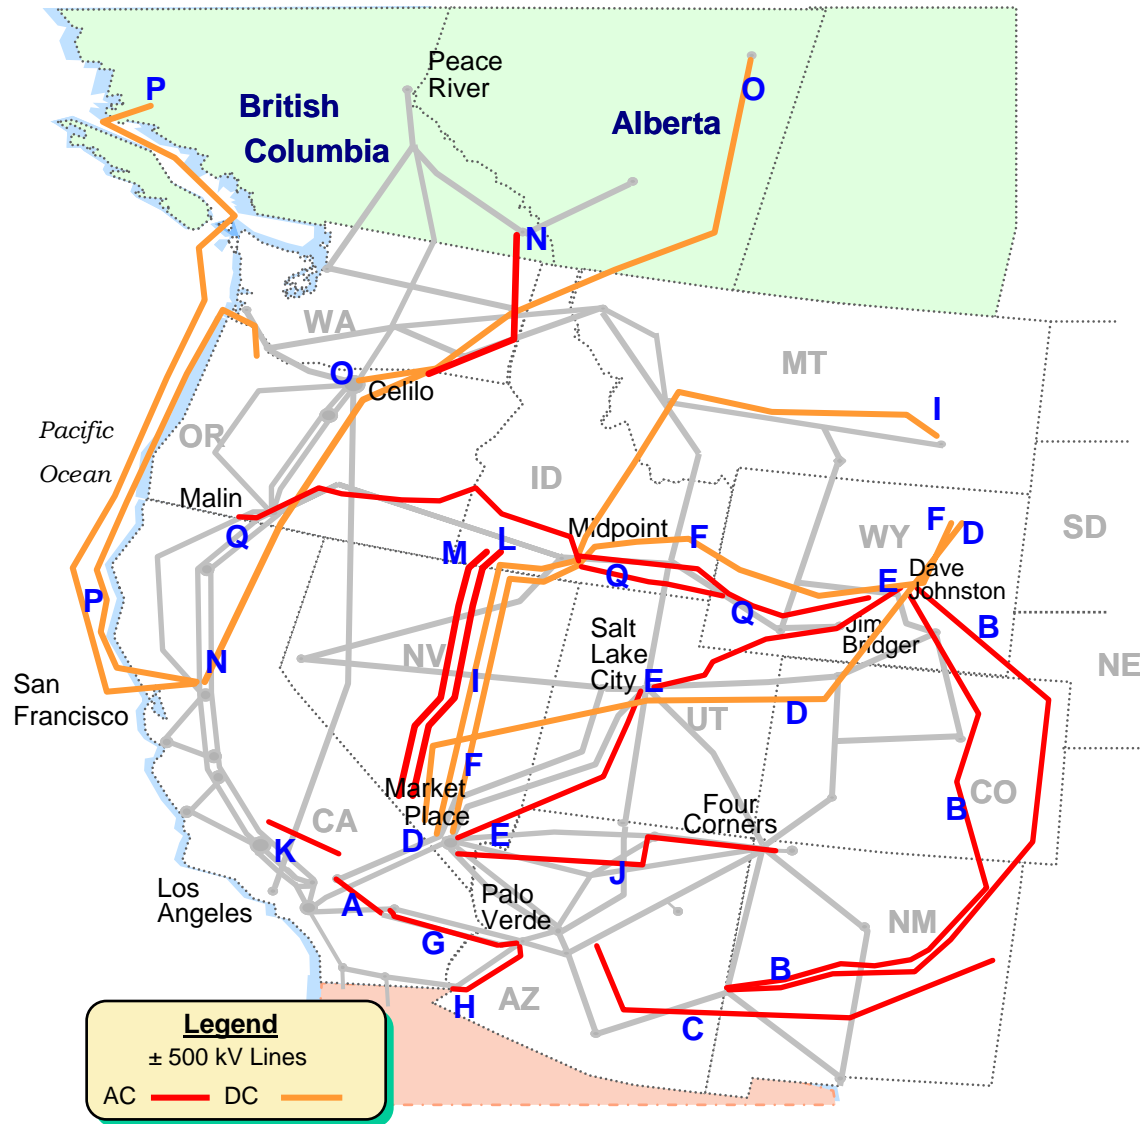 Peace
River
P
O
British
Columbia
Alberta
N
WA
MT
O
Celilo
I
Pacific
Ocean
OR
ID
Malin
Midpoint
Q
M
L
F
WY
F
D
SD
Q
E
Dave
Johnston
P
Q
B
Salt
Lake
City
Jim
Bridger
NV
N
E
NE
San
Francisco
I
UT
D
F
Market
Place
B
CO
Four
Corners
CA
K
D
E
J
Los
Angeles
A
Palo
Verde
G
NM
B
H
AZ
C
Legend
± 500 kV Lines
AC DC